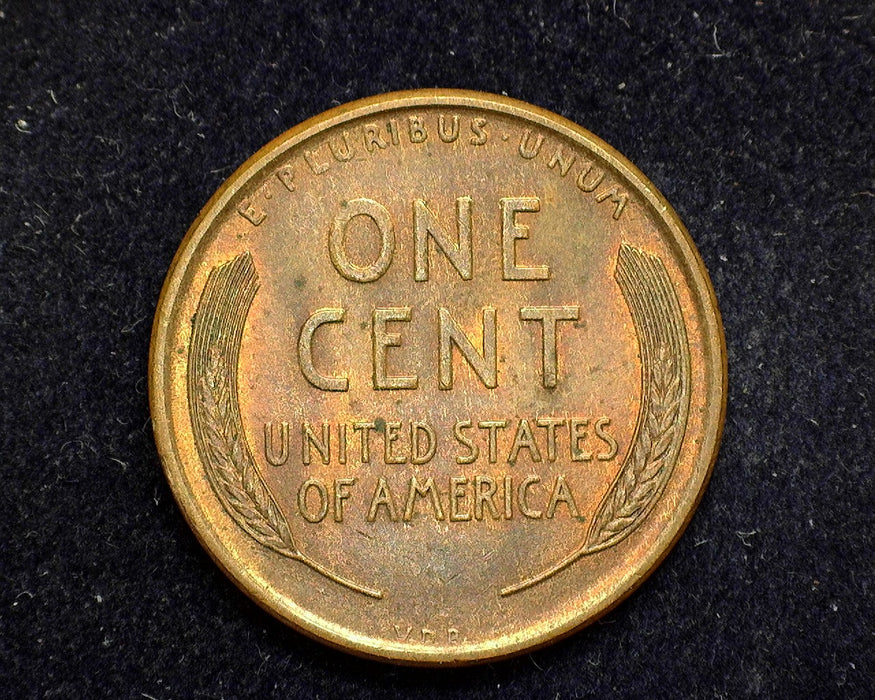 E·PLURIBUS·UNUM
ONE
CENT
UNITED STATES
OF AMERICA
V.D.B.